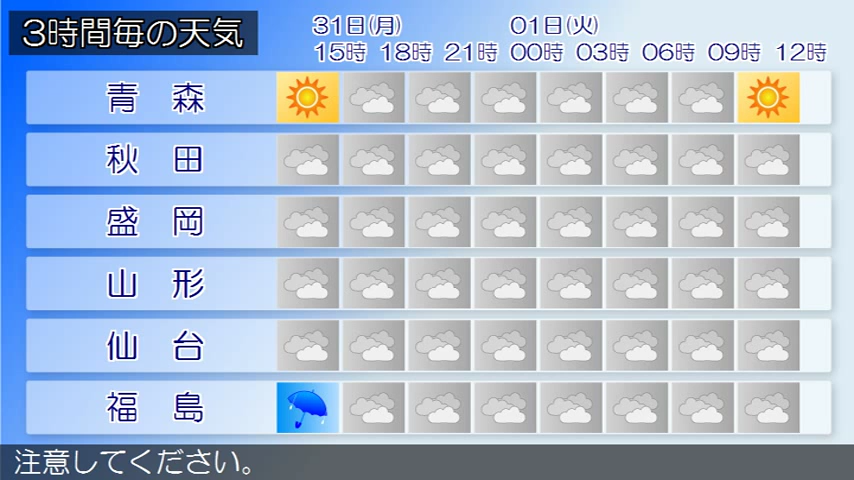 3時間毎の天気
31日(月) 01日(火)
15時 18時 21時 00時 03時 06時 09時 12時
青森
秋田
盛岡
山形
仙台
福島
注意してください。